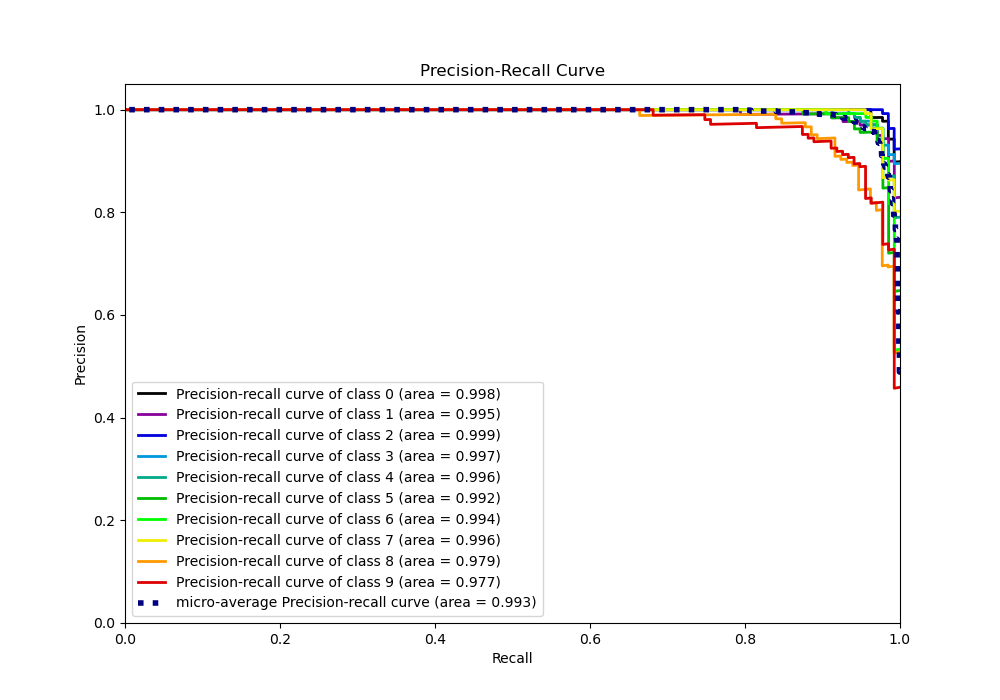 Precision-Recall Curve
Precision
1.0
0.8
0.6
0.4
0.2
0.0
Precision-recall curve of class 0 (area = 0.998)
Precision-recall curve of class 1 (area = 0.995)
Precision-recall curve of class 2 (area = 0.999)
Precision-recall curve of class 3 (area = 0.997)
Precision-recall curve of class 4 (area = 0.996)
Precision-recall curve of class 5 (area = 0.992)
Precision-recall curve of class 6 (area = 0.994)
Precision-recall curve of class 7 (area = 0.996)
Precision-recall curve of class 8 (area = 0.979)
Precision-recall curve of class 9 (area = 0.977)
micro-average Precision-recall curve (area = 0.993)
0.0 0.2 0.4 0.6 0.8 1.0
Recall